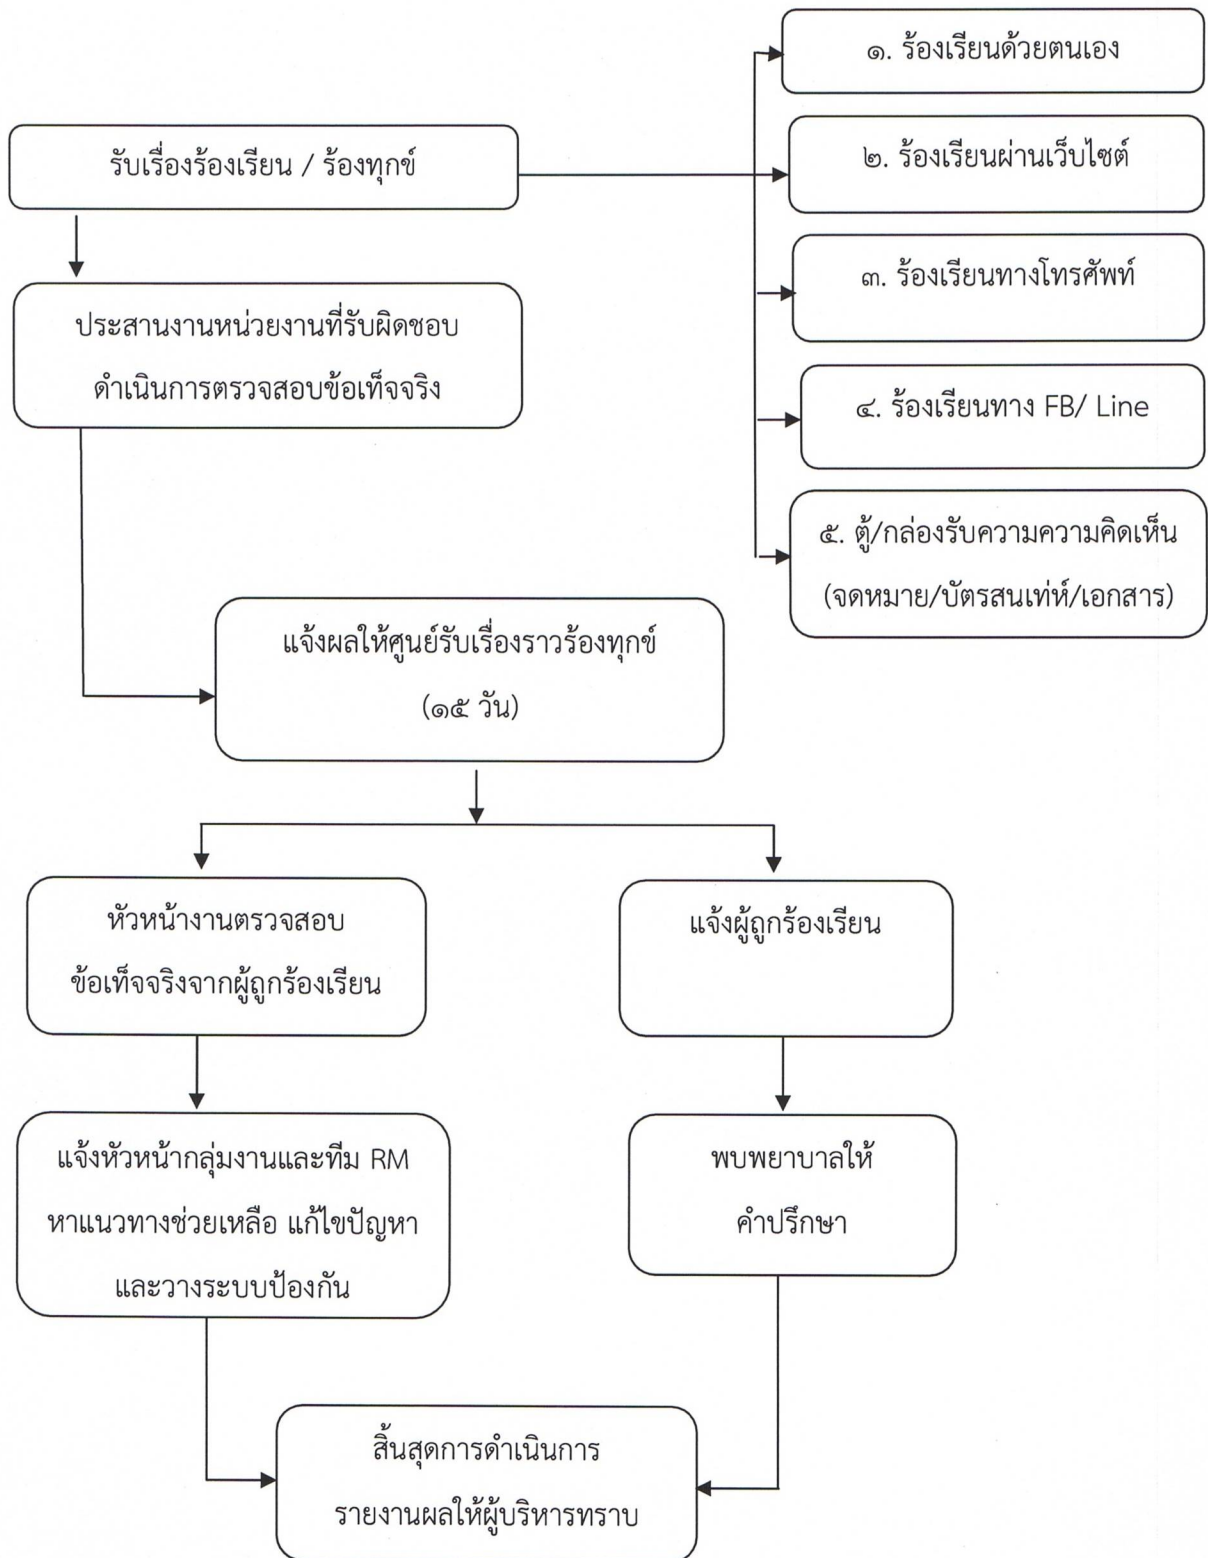 ๑. ร้องเรียนด้วยตนเอง
รับเรื่องร้องเรียน / ร้องทุกข์
๒. ร้องเรียนผ่านเว็บไซต์
๓. ร้องเรียนทางโทรศัพท์
ประสานงานหน่วยงานที่รับผิดชอบ
ดำเนินการตรวจสอบข้อเท็จจริง
๔. ร้องเรียนทาง FB/ Line
๕. ตู้/กล่องรับความความคิดเห็น
(จดหมาย/บัตรสนเท่ห์/เอกสาร)
แจ้งผลให้ศูนย์รับเรื่องราวร้องทุกข์
(๑๕ วัน)
หัวหน้างานตรวจสอบ
ข้อเท็จจริงจากผู้ถูกร้องเรียน
แจ้งผู้ถูกร้องเรียน
แจ้งหัวหน้ากลุ่มงานและทีม RM
หาแนวทางช่วยเหลือ แก้ไขปัญหา
และวางระบบป้องกัน
พบพยาบาลให้
คำปรึกษา
สิ้นสุดการดำเนินการ
รายงานผลให้ผู้บริหารทราบ